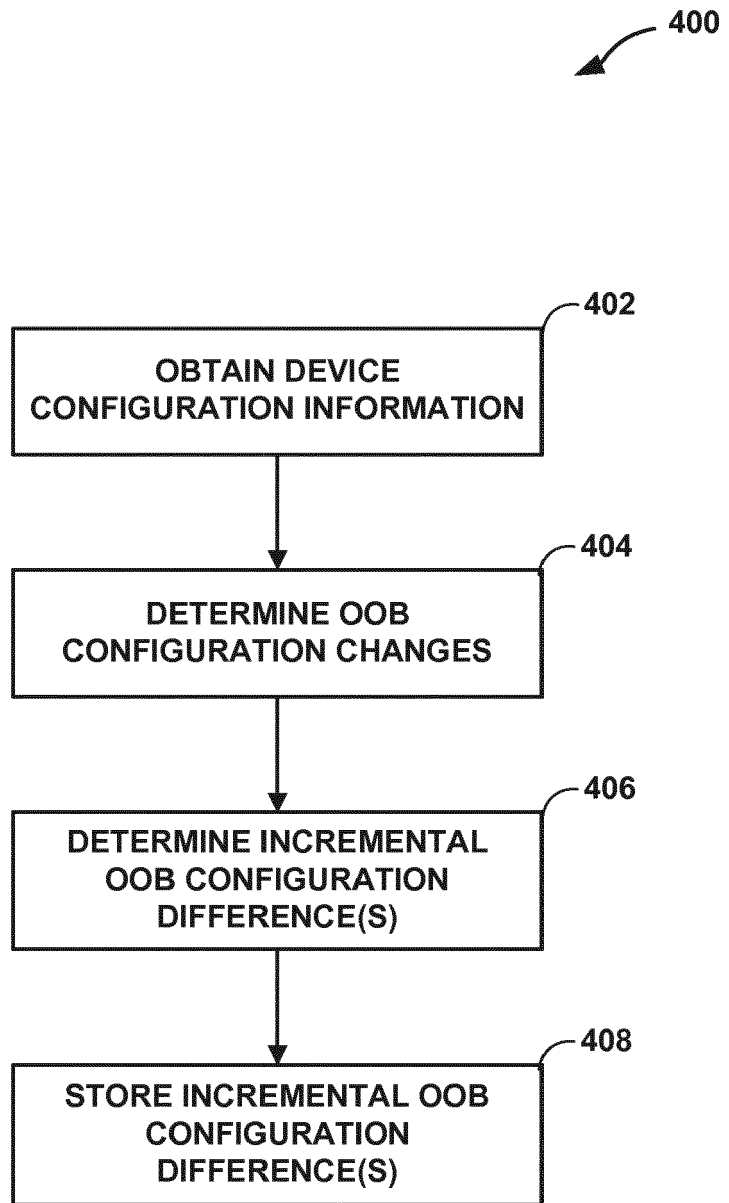 400
402
OBTAIN DEVICE
CONFIGURATION INFORMATION
404
DETERMINE OOB
CONFIGURATION CHANGES
406
DETERMINE INCREMENTAL
OOB CONFIGURATION
DIFFERENCE(S)
408
STORE INCREMENTAL OOB
CONFIGURATION
DIFFERENCE(S)